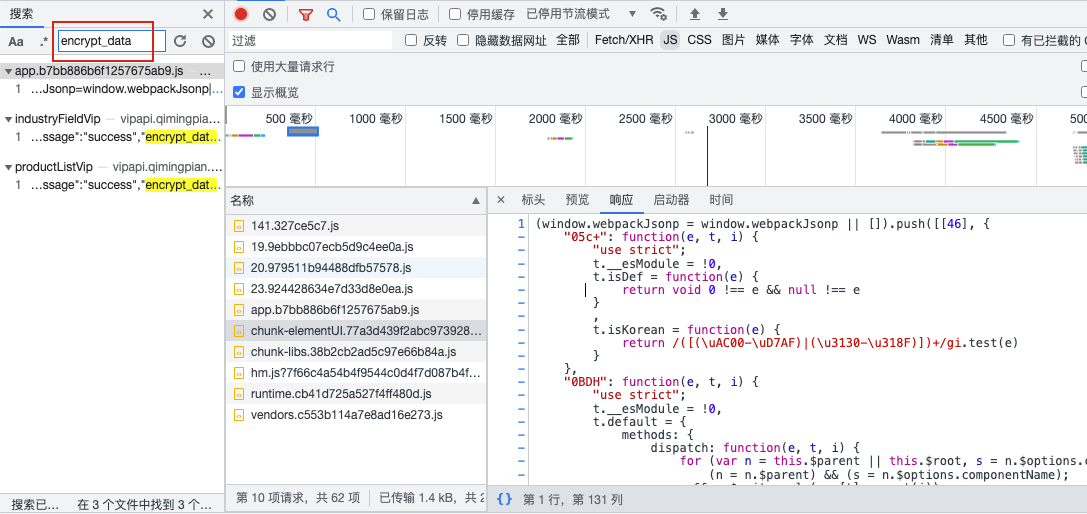 搜索
Aa .* encrypt_data
app.b7bb886b6f1257675ab9.js — ...
1 ...Jsonp=window.webpackJsonp|...
industryFieldVip — vipapi.qimingpia...
1 ...ssage":"success","encrypt_dat...
productListVip — vipapi.qimingpian....
1 ...ssage":"success","encrypt_dat...
搜索已... 在 3 个文件中找到 3 个...
保留日志 停用缓存 已停用节流模式
过滤 反转 隐藏数据网址 全部 Fetch/XHR JS CSS 图片 媒体 字体 文档 WS Wasm 清单 其他 有已拦截的 C
使用大量请求行
显示概览
500 毫秒 1000 毫秒 1500 毫秒 2000 毫秒 2500 毫秒 3000 毫秒 3500 毫秒 4000 毫秒 4500 毫秒 500
名称
141.327ce5c7.js
19.9ebbbc07ecb5d9c4ee0a.js
20.979511b94488dfb57578.js
23.924428634e7d33d8e0ea.js
app.b7bb886b6f1257675ab9.js
chunk-elementUI.77a3d439f2abc973928...
chunk-libs.38b2cb2ad5c97e66b84a.js
hm.js?7f66c4a54b4f9544c0d4f7d087b4f...
runtime.cb41d725a527f4ff480d.js
vendors.c553b114a7e8ad16e273.js
第 10 项请求，共 62 项 已传输 1.4 kB，共 2
标头 预览 响应 启动器 时间
1 (window.webpackJsonp = window.webpackJsonp || []).push([[46], {
"05c+": function(e, t, i) {
"use strict";
t.__esModule = !0,
t.isDef = function(e) {
return void 0 !== e && null !== e
}
,
t.isKorean = function(e) {
return /([(\uAC00-\uD7AF)|(\u3130-\u318F)])+/gi.test(e)
}
},
"0BDH": function(e, t, i) {
"use strict";
t.__esModule = !0,
t.default = {
methods: {
dispatch: function(e, t, i) {
for (var n = this.$parent || this.$root, s = n.$options.c
(n = n.$parent) && (s = n.$options.componentName);
{} 第 1 行，第 131 列